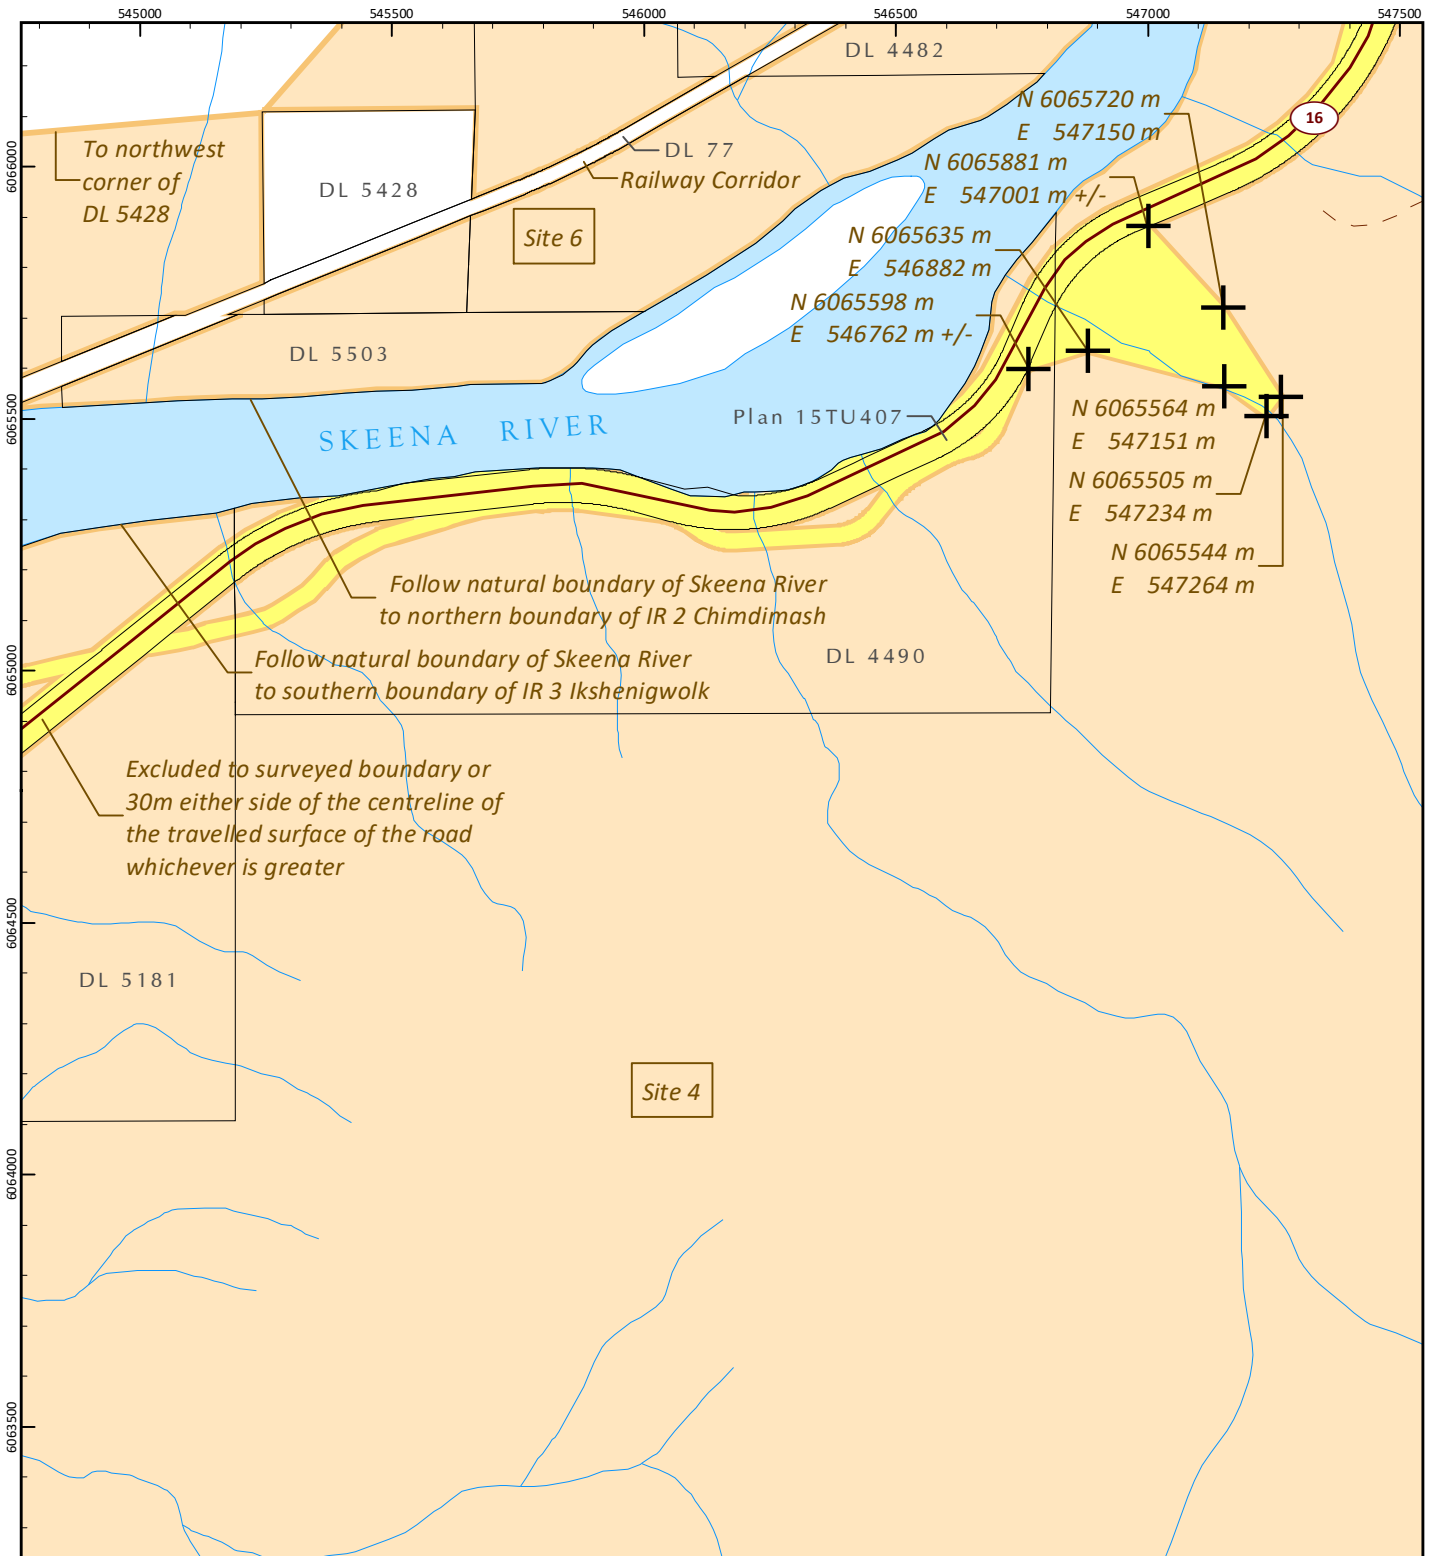 545000
545500
546000
546500
547000
547500
DL 4482
N 6065720 m
E 547150 m
16
To northwest
corner of
DL 5428
DL 77
Railway Corridor
N 6065881 m
E 547001 m +/-
DL 5428
Site 6
N 6065635 m
E 546882 m
N 6065598 m
E 546762 m +/-
DL 5503
Plan 15TU407
SKEENA RIVER
N 6065564 m
E 547151 m
N 6065505 m
E 547234 m
N 6065544 m
E 547264 m
Follow natural boundary of Skeena River
to northern boundary of IR 2 Chimdimash
Follow natural boundary of Skeena River
to southern boundary of IR 3 Ikshenigwolk
DL 4490
Excluded to surveyed boundary or
30m either side of the centreline of
the travelled surface of the road
whichever is greater
DL 5181
Site 4
6066000
6065500
6065000
6064500
6064000
6063500